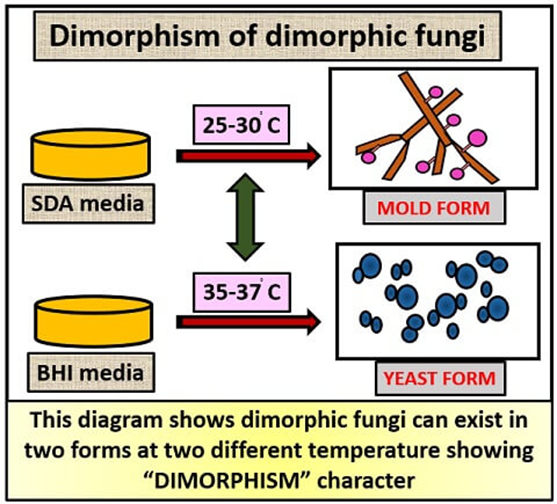 Dimorphism of dimorphic fungi
25-30° C
SDA media
MOLD FORM
35-37° C
BHI media
YEAST FORM
This diagram shows dimorphic fungi can exist in
two forms at two different temperature showing
“DIMORPHISM” character